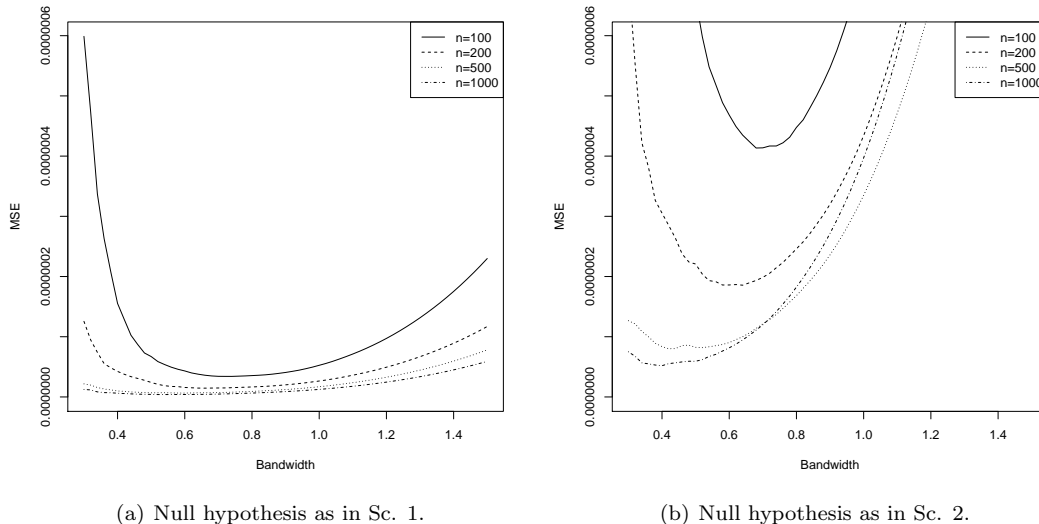 n=100
n=200
n=500
n=1000
0.0000000
0.0000002
0.0000004
0.0000006
MSE
0.4
0.6
0.8
1.0
1.2
1.4
Bandwidth
(a) Null hypothesis as in Sc. 1.
n=100
n=200
n=500
n=1000
0.0000000
0.0000002
0.0000004
0.0000006
MSE
0.4
0.6
0.8
1.0
1.2
1.4
Bandwidth
(b) Null hypothesis as in Sc. 2.